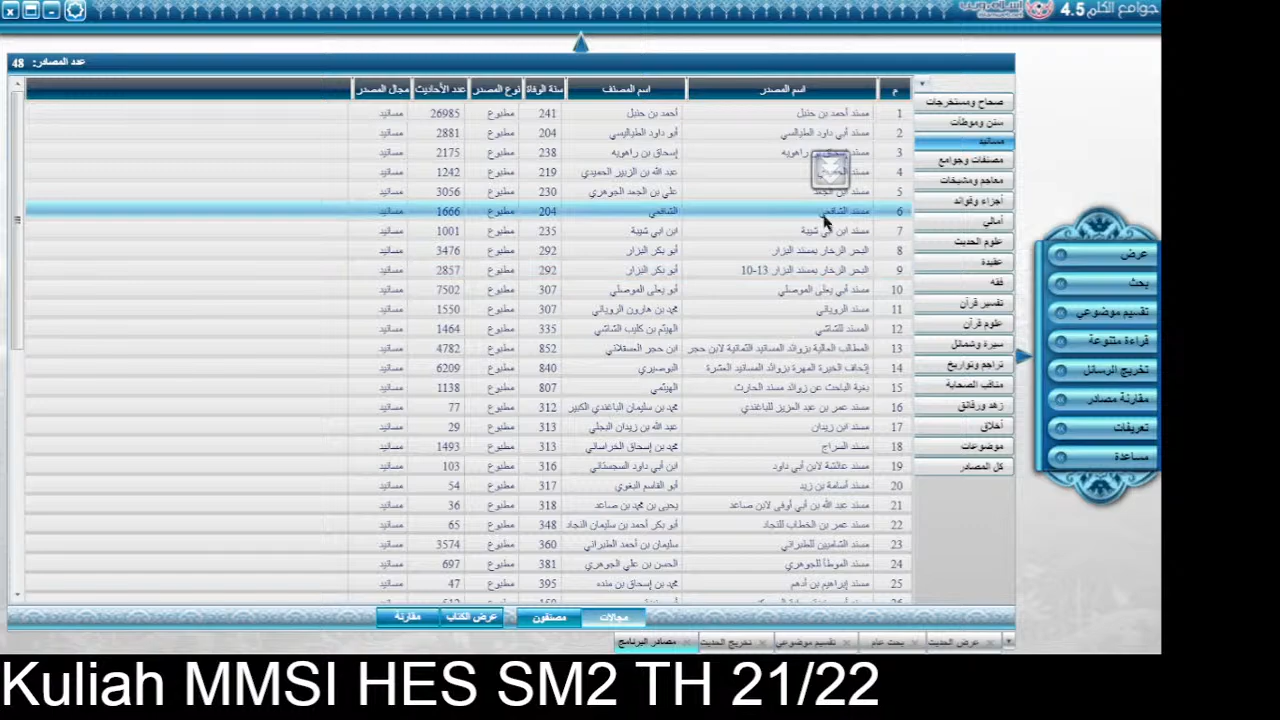 جوامع الكلم 4.5
عدد المصادر: 48
م اسم المصدر اسم المصنف سنة الوفاة نوع المصدر عدد الأحاديث مجال المصدر
1 مسند أحمد بن حنبل أحمد بن حنبل 241 مطبوع 26985 مسانيد
2 مسند أبي داود الطيالسي أبو داود الطياليسي 204 مطبوع 2881 مسانيد
3 مسند إسحاق بن راهويه إسحاق بن راهويه 238 مطبوع 2175 مسانيد
4 مسند الحميدي عبد الله بن الزبير الحميدي 219 مطبوع 1242 مسانيد
5 مسند ابن الجعد علي بن الجعد الجوهري 230 مطبوع 3056 مسانيد
6 مسند الشافعي الشافعي 204 مطبوع 1666 مسانيد
7 مسند ابن أبي شيبة ابن ابي شيبة 235 مطبوع 1001 مسانيد
8 البحر الزخار بمسند البزار أبو بكر البزار 292 مطبوع 3476 مسانيد
9 البحر الزخار بمسند البزار 13-10 أبو بكر البزار 292 مطبوع 2857 مسانيد
10 مسند أبي يعلى الموصلي أبو يعلى الموصلي 307 مطبوع 7502 مسانيد
11 مسند الروياني محمد بن هارون الروياني 307 مطبوع 1550 مسانيد
12 المسند للشاشي الهيثم بن كليب الشاشي 335 مطبوع 1464 مسانيد
13 المطالب العالية بزوائد المسانيد الثمانية لابن حجر ابن حجر العسقلاني 852 مطبوع 4782 مسانيد
14 إتحاف الخيرة المهرة بزوائد المسانيد العشرة البوصيري 840 مطبوع 6209 مسانيد
15 بغية الباحث عن زوائد مسند الحارث الهيثمي 807 مطبوع 1138 مسانيد
16 مسند عمر بن عبد العزيز للباغندي محمد بن سليمان الباغندي الكبير 312 مطبوع 77 مسانيد
17 مسند ابن زيدان عبد الله بن زيدان البجلي 313 مطبوع 29 مسانيد
18 مسند السراج محمد بن إسحاق الخراساني 313 مطبوع 1493 مسانيد
19 مسند عائشة لابن أبي داود ابن أبي داود السجستاني 316 مطبوع 103 مسانيد
20 مسند أسامة بن زيد أبو القاسم البغوي 317 مطبوع 54 مسانيد
21 مسند عبد الله بن أبي أوفى لابن صاعد يحيى بن محمد بن صاعد 318 مطبوع 36 مسانيد
22 مسند عمر بن الخطاب للنجاد أبو بكر أحمد بن سليمان النجاد 348 مطبوع 65 مسانيد
23 مسند الشاميين للطبراني سليمان بن أحمد الطبراني 360 مطبوع 3574 مسانيد
24 مسند الموطأ للجوهري الحسن بن علي الجوهري 381 مطبوع 697 مسانيد
25 مسند إبراهيم بن أدهم محمد بن إسحاق بن منده 395 مطبوع 47 مسانيد
صحاح ومستخرجات
سنن وموطآت
مسانيد
مصنفات وجوامع
معاجم ومشيخات
أجزاء وفوائد
أمالي
علوم الحديث
عقيدة
فقه
تفسير قرآن
علوم قرآن
سيرة وشمائل
تراجم وتواريخ
مناقب الصحابة
زهد ورقائق
أخلاق
موضوعات
كل المصادر
عرض
بحث
تقسيم موضوعي
قراءة متنوعة
تخريج الرسائل
مقارنة مصادر
تعريفات
مساعدة
مجالات مصنفون عرض الكتاب مقارنة
عرض الحديث بحث عام تقسيم موضوعي تخريج الحديث مصادر البرنامج
Kuliah MMSI HES SM2 TH 21/22